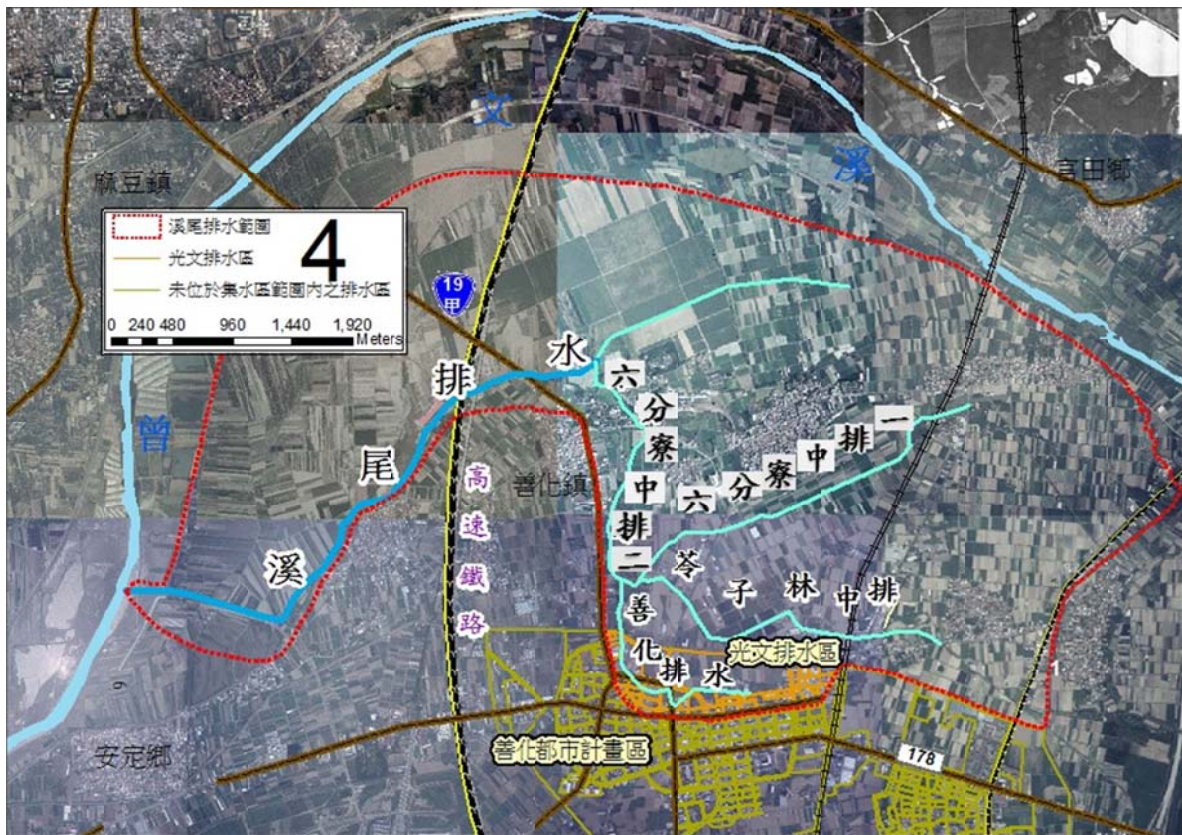 文
溪
麻豆鎮
官田鄉
溪尾排水範圍
光文排水區
未位於集水區範圍內之排水區
4
0 240 480 960 1,440 1,920
Meters
19
甲
曾
溪尾排水
六分寮中排二
六分寮中排一
高速鐵路
善化鎮
苓子林中排
善化排水
光文排水區
1
善化都市計畫區
安定鄉
178